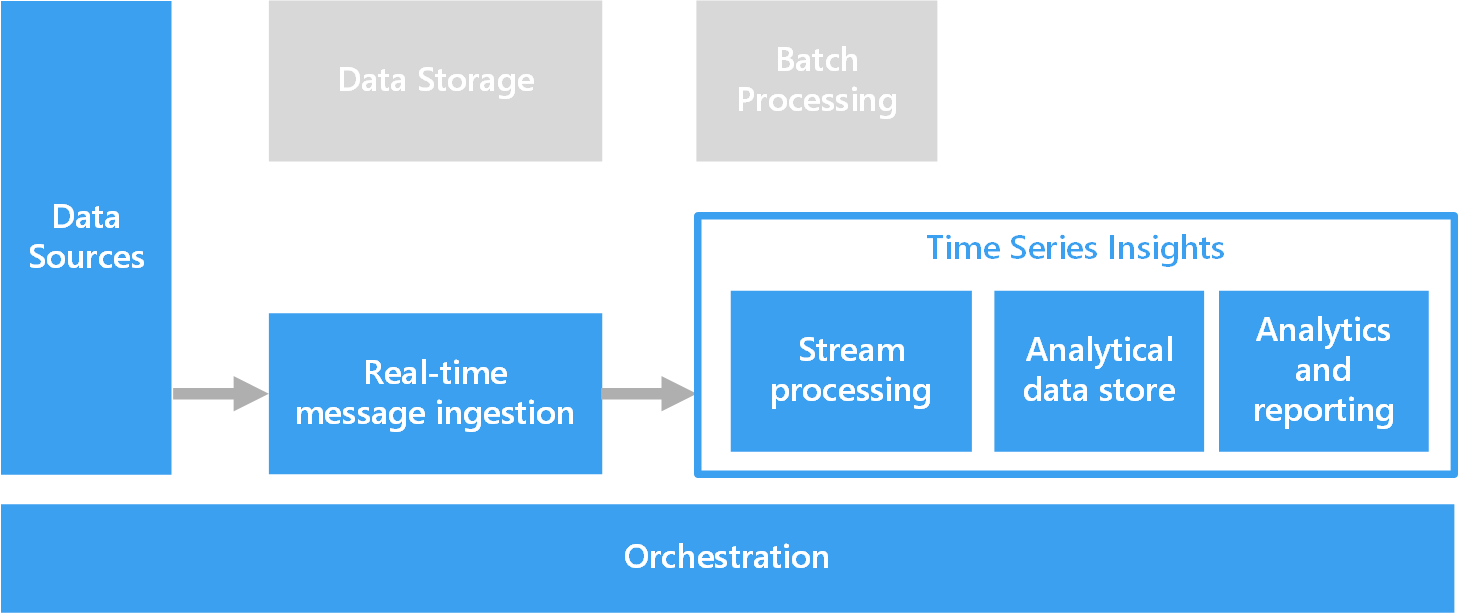 Data Storage
Batch
Processing
Data
Sources
Time Series Insights
Real-time
message ingestion
Stream
processing
Analytical
data store
Analytics
and
reporting
Orchestration